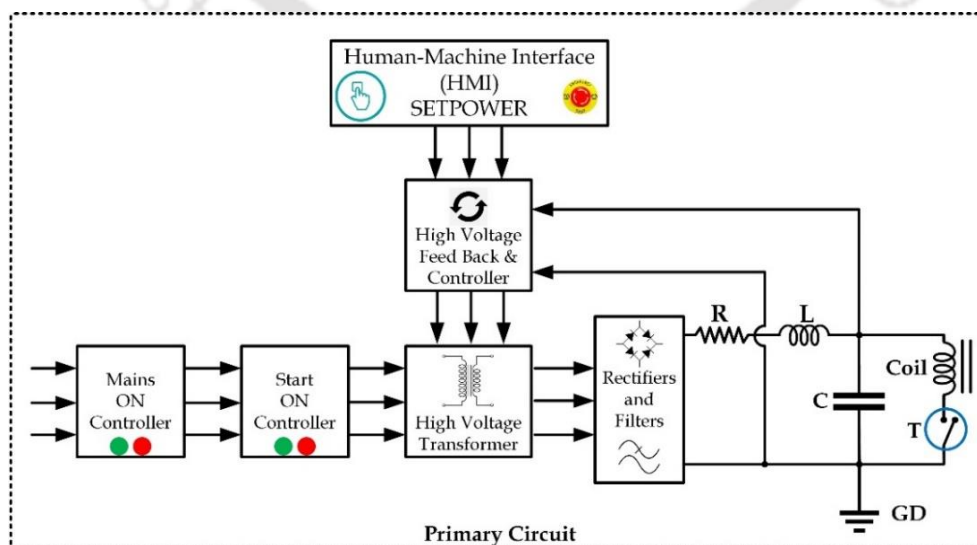 Human-Machine Interface
(HMI)
SETPOWER
High Voltage
Feed Back &
Controller
R
L
Mains
ON
Controller
Start
ON
Controller
High Voltage
Transformer
Rectifiers
and
Filters
C
Coil
T
GD
Primary Circuit